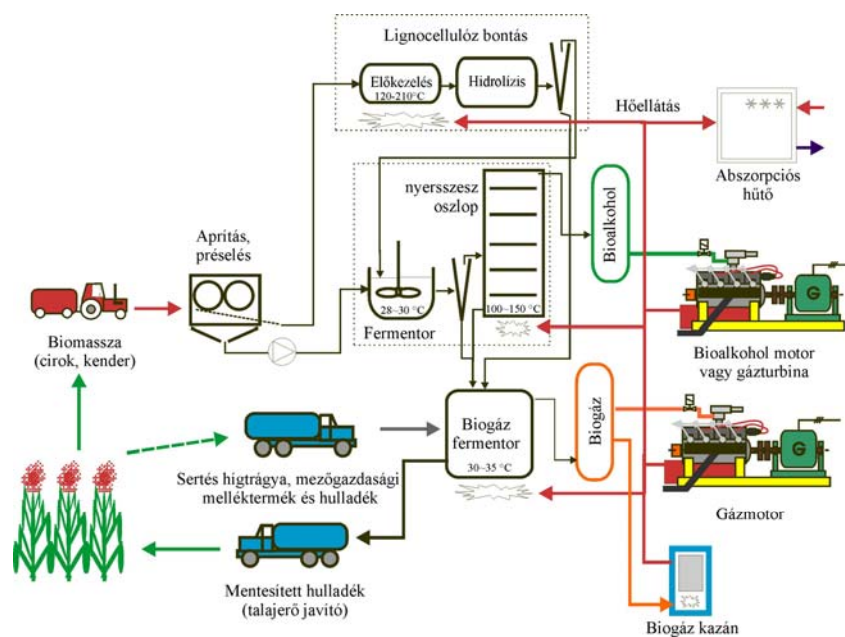 Lignocellulóz bontás
Előkezelés
120-210°C
Hidrolízis
Hőellátás
Abszorpciós
hűtő
nyersszesz
oszlop
Bioalkohol
Aprítás,
préselés
28–30 °C
100–150 °C
Fermentor
G
Bioalkohol motor
vagy gázturbina
Biomassza
(cirok, kender)
Biogáz
fermentor
30–35 °C
Biogáz
G
Gázmotor
Sertés hígtrágya, mezőgazdasági
melléktermék és hulladék
Mentesített hulladék
(talajerő javító)
Biogáz kazán